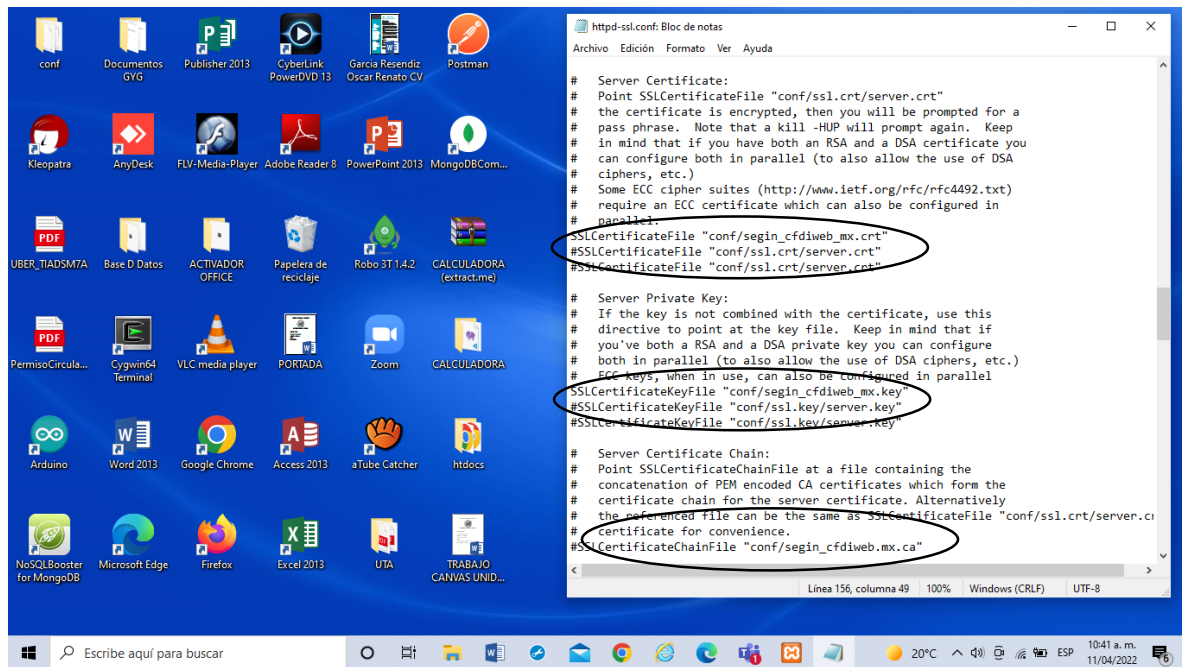 conf
Documentos
GYG
Publisher 2013
CyberLink
PowerDVD 13
Garcia Resendiz
Oscar Renato CV
Postman
Kleopatra
AnyDesk
FLV-Media-Player
Adobe Reader 8
PowerPoint 2013
MongoDBCom...
UBER_TIADSM7A
Base D Datos
ACTIVADOR
OFFICE
Papelera de
reciclaje
Robo 3T 1.4.2
CALCULADORA
(extract.me)
PermisoCircula...
Cygwin64
Terminal
VLC media player
PORTADA
Zoom
CALCULADORA
Arduino
Word 2013
Google Chrome
Access 2013
aTube Catcher
htdocs
NoSQLBooster
for MongoDB
Microsoft Edge
Firefox
Excel 2013
UTA
TRABAJO
CANVAS UNID...
httpd-ssl.conf: Bloc de notas
Archivo Edición Formato Ver Ayuda
#   Server Certificate:
#   Point SSLCertificateFile "conf/ssl.crt/server.crt"
#   the certificate is encrypted, then you will be prompted for a
#   pass phrase.  Note that a kill -HUP will prompt again.  Keep
#   in mind that if you have both an RSA and a DSA certificate you
#   can configure both in parallel (to also allow the use of DSA
#   ciphers, etc.)
#   Some ECC cipher suites (http://www.ietf.org/rfc/rfc4492.txt)
#   require an ECC certificate which can also be configured in
#   parallel.
SSLCertificateFile "conf/segin_cfdiweb_mx.crt"
#SSLCertificateFile "conf/ssl.crt/server.crt"
#SSLCertificateFile "conf/ssl.crt/server.crt"
#   Server Private Key:
#   If the key is not combined with the certificate, use this
#   directive to point at the key file.  Keep in mind that if
#   you've both a RSA and a DSA private key you can configure
#   both in parallel (to also allow the use of DSA ciphers, etc.)
#   ECC keys, when in use, can also be configured in parallel
SSLCertificateKeyFile "conf/segin_cfdiweb_mx.key"
#SSLCertificateKeyFile "conf/ssl.key/server.key"
#SSLCertificateKeyFile "conf/ssl.key/server.key"
#   Server Certificate Chain:
#   Point SSLCertificateChainFile at a file containing the
#   concatenation of PEM encoded CA certificates which form the
#   certificate chain for the server certificate. Alternatively
#   the referenced file can be the same as SSLCertificateFile "conf/ssl.crt/server.cr
#   certificate for convenience.
#SSLCertificateChainFile "conf/segin_cfdiweb.mx.ca"
Línea 156, columna 49 100% Windows (CRLF) UTF-8
Escribe aquí para buscar
20°C ESP 10:41 a. m.
11/04/2022